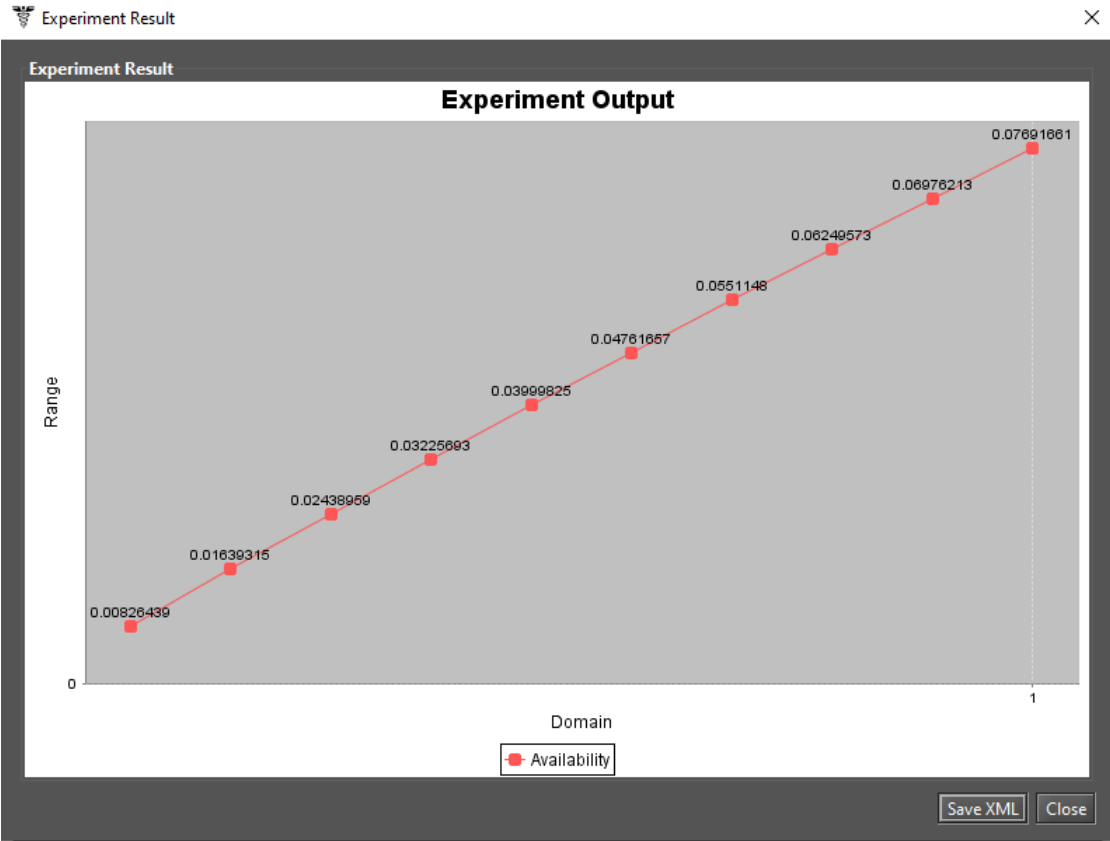 Experiment Result
Experiment Result
Experiment Output
0.07691661
0.06976213
0.06249573
0.0551148
0.04761657
0.03999825
0.03225693
0.02438959
0.01639315
0.00826439
Range
0
1
Domain
Availability
Save XML Close